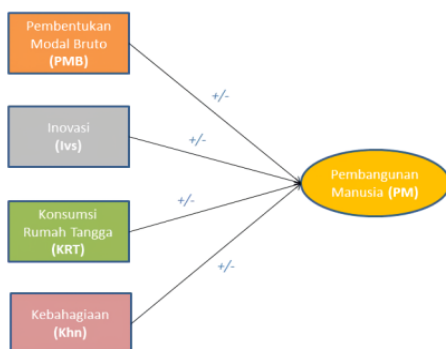 Pembentukan
Modal Bruto
(PMB)
+/-
Inovasi
(Ivs)
+/-
Pembangunan
Manusia (PM)
+/-
Konsumsi
Rumah Tangga
(KRT)
+/-
Kebahagiaan
(Khn)